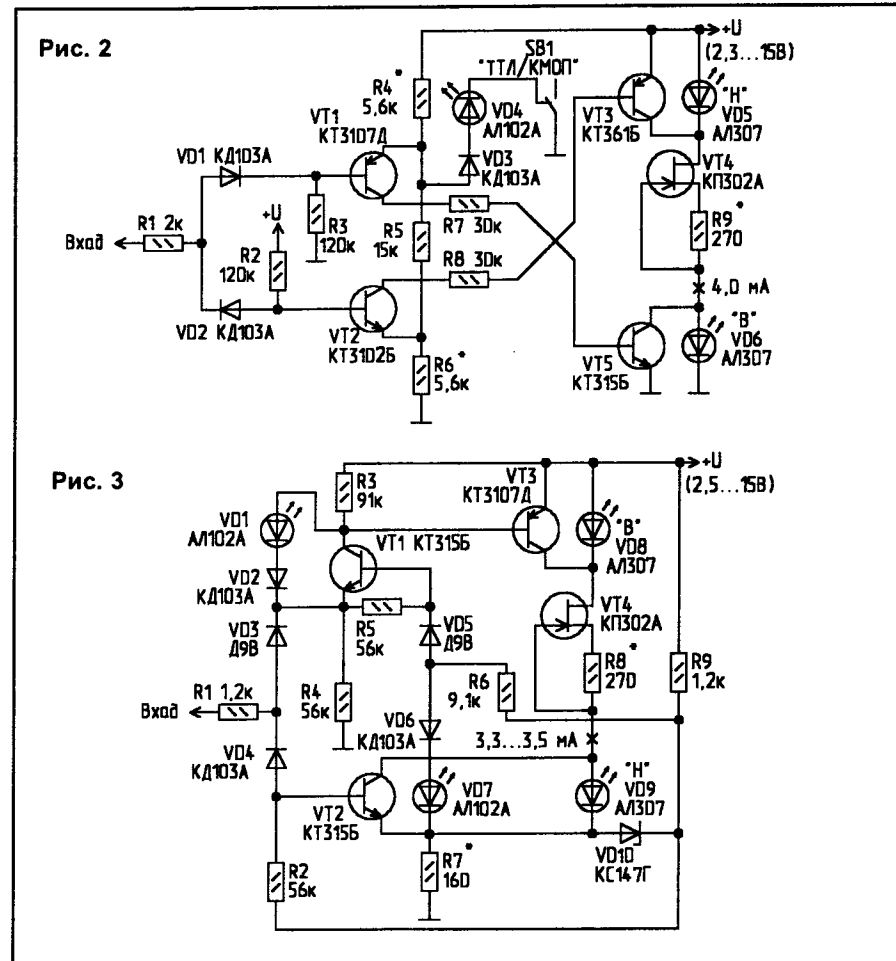 Рис. 2
+U
(2,3...15В)
SB1
"ТТЛ/КМОП"
R4*
5,6к
VD4
АЛ102А
VD3
КД103А
VT3
КТ361Б
"Н"
VD5
АЛ307
VT1
КТ3107Д
VD1 КД103А
VT4
КП302А
R9*
270
R1 2к
Вход
+U
R2
120к
R3
120к
R5
15к
R7 30к
R8 30к
4,0 мА
VD2 КД103А
VT2
КТ3102Б
R6*
5,6к
VT5
КТ315Б
"В"
VD6
АЛ307
Рис. 3
+U
(2,5...15В)
R3
91к
VT3
КТ3107Д
VD1
АЛ102А
VT1 КТ315Б
"В"
VD8
АЛ307
VD2
КД103А
VD3
Д9В
R5
56к
VD5
Д9В
VT4
КП302А
R8*
270
R9
1,2к
R1 1,2к
Вход
R4
56к
R6
9,1к
VD6
КД103А
3,3...3,5 мА
VD4
КД103А
VT2
КТ315Б
VD7
АЛ102А
"Н"
VD9
АЛ307
VD10
КС147Г
R2
56к
R7*
160